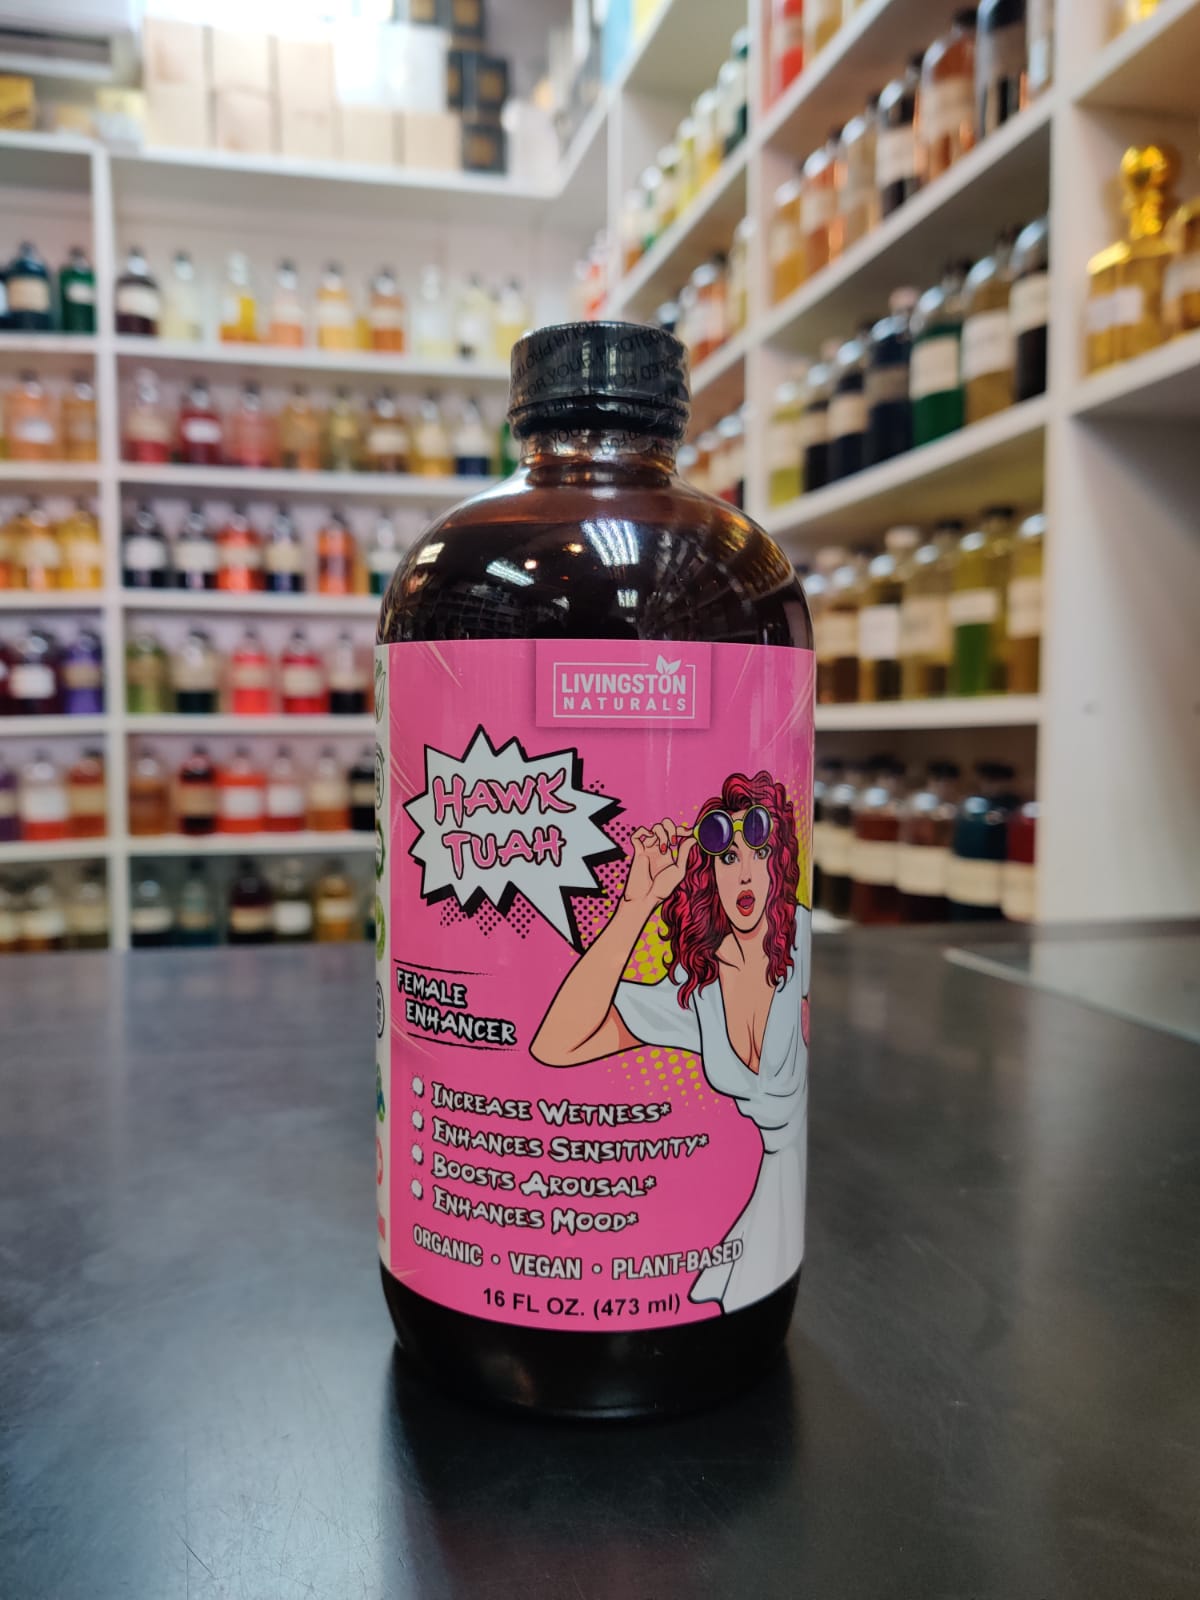 LIVINGSTON
NATURALS
HAWK
TUAH
FEMALE
ENHANCER
INCREASE WETNESS*
ENHANCES SENSITIVITY*
BOOSTS AROUSAL*
ENHANCES MOOD*
ORGANIC • VEGAN • PLANT-BASED
16 FL OZ. (473 ml)